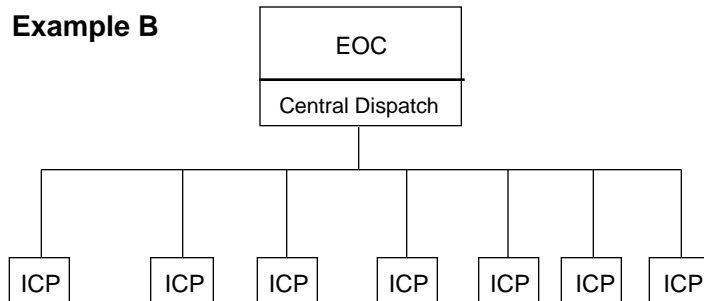 Example B
EOC
Central Dispatch
ICP ICP ICP ICP ICP ICP ICP